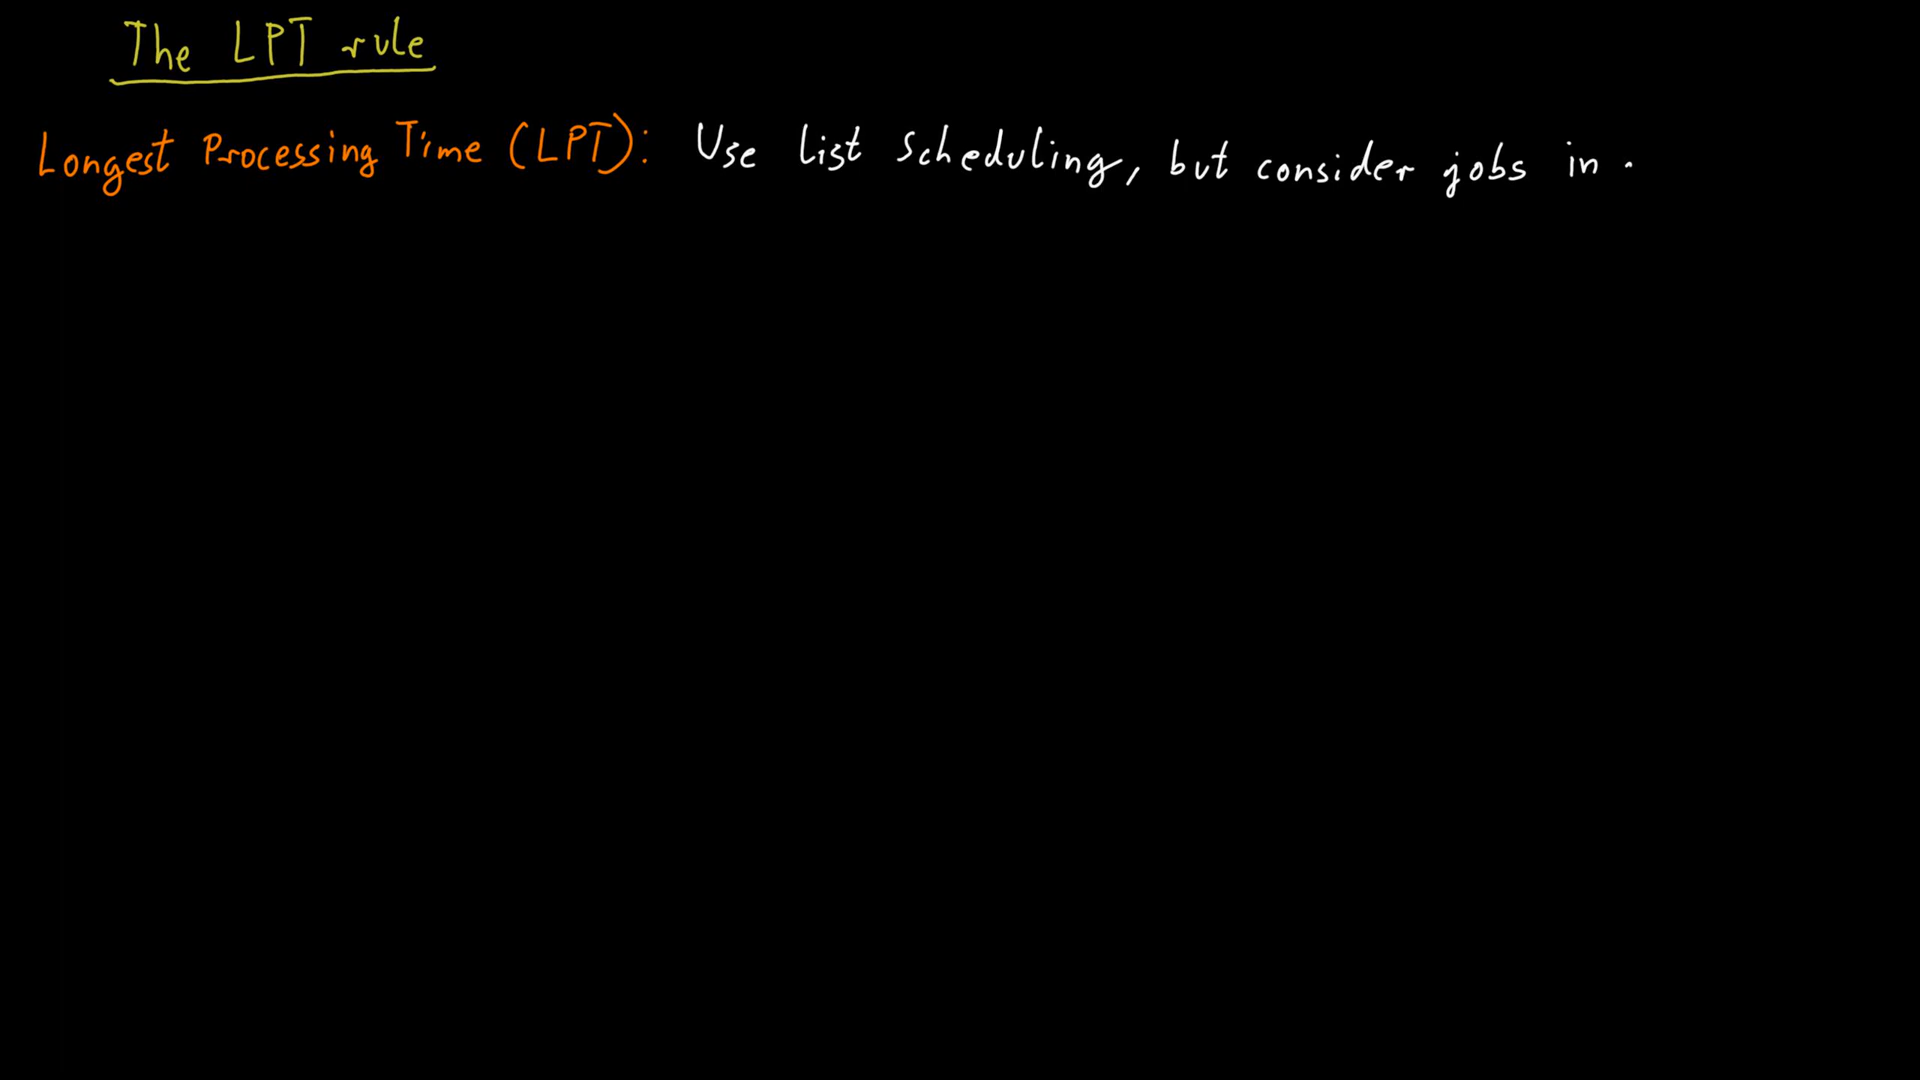 The LPT rule
Longest Processing Time (LPT): Use List Scheduling, but consider jobs in